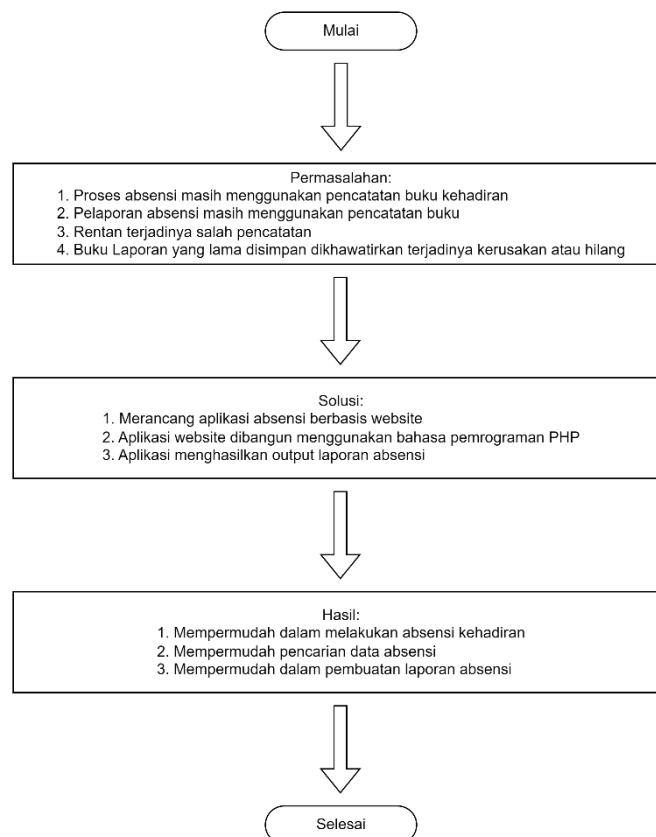 Mulai
Permasalahan:
1. Proses absensi masih menggunakan pencatatan buku kehadiran
2. Pelaporan absensi masih menggunakan pencatatan buku
3. Rentan terjadinya salah pencatatan
4. Buku Laporan yang lama disimpan dikhawatirkan terjadinya kerusakan atau hilang
Solusi:
1. Merancang aplikasi absensi berbasis website
2. Aplikasi website dibangun menggunakan bahasa pemrograman PHP
3. Aplikasi menghasilkan output laporan absensi
Hasil:
1. Mempermudah dalam melakukan absensi kehadiran
2. Mempermudah pencarian data absensi
3. Mempermudah dalam pembuatan laporan absensi
Selesai